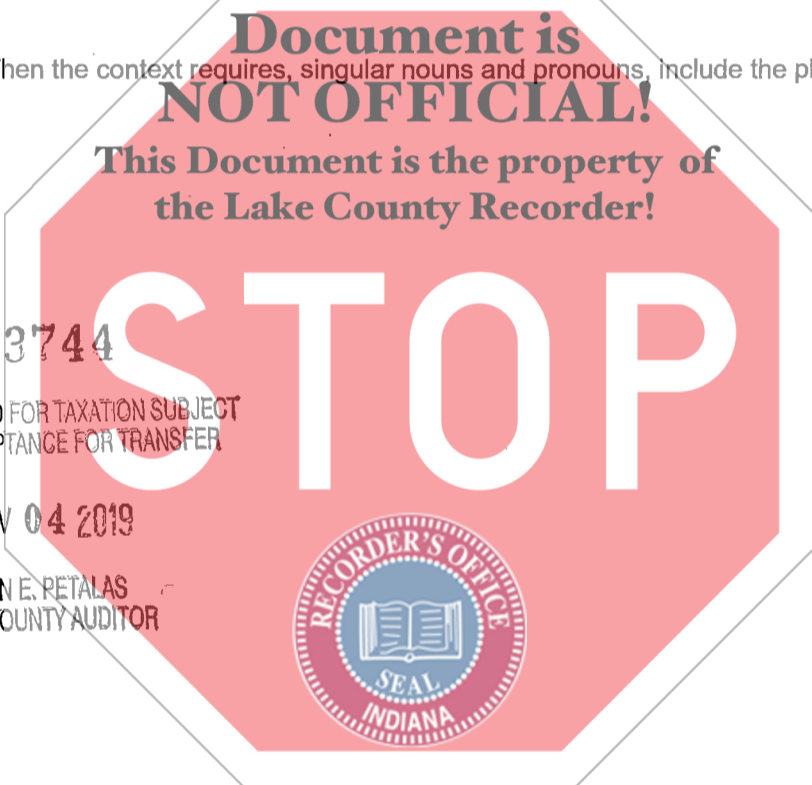 Document is
hen the context requires, singular nouns and pronouns, include the pl
NOT OFFICIAL!
This Document is the property of
the Lake County Recorder!
STOP
3744
FOR TAXATION SUBJECT
PTANCE FOR TRANSFER
V 04 2019
N E. PETALAS
OUNTY AUDITOR
RECORDER'S OFFICE
SEAL
INDIANA